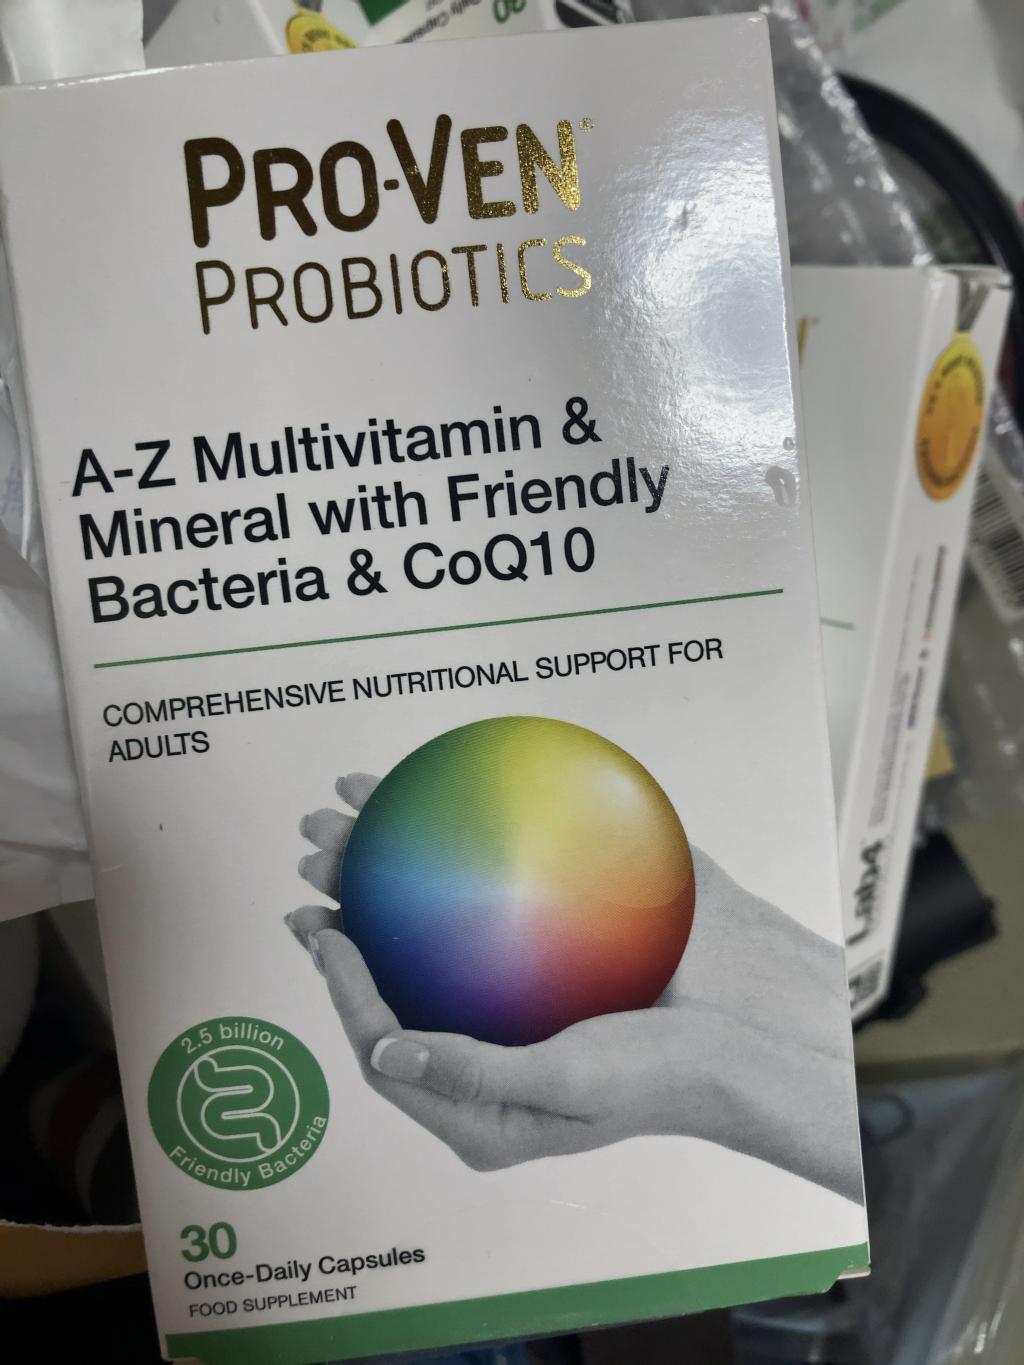 PRO-VEN®
PROBIOTICS
A-Z Multivitamin &
Mineral with Friendly
Bacteria & CoQ10
COMPREHENSIVE NUTRITIONAL SUPPORT FOR
ADULTS
2.5 billion
Friendly Bacteria
30
Once-Daily Capsules
FOOD SUPPLEMENT
Lab4